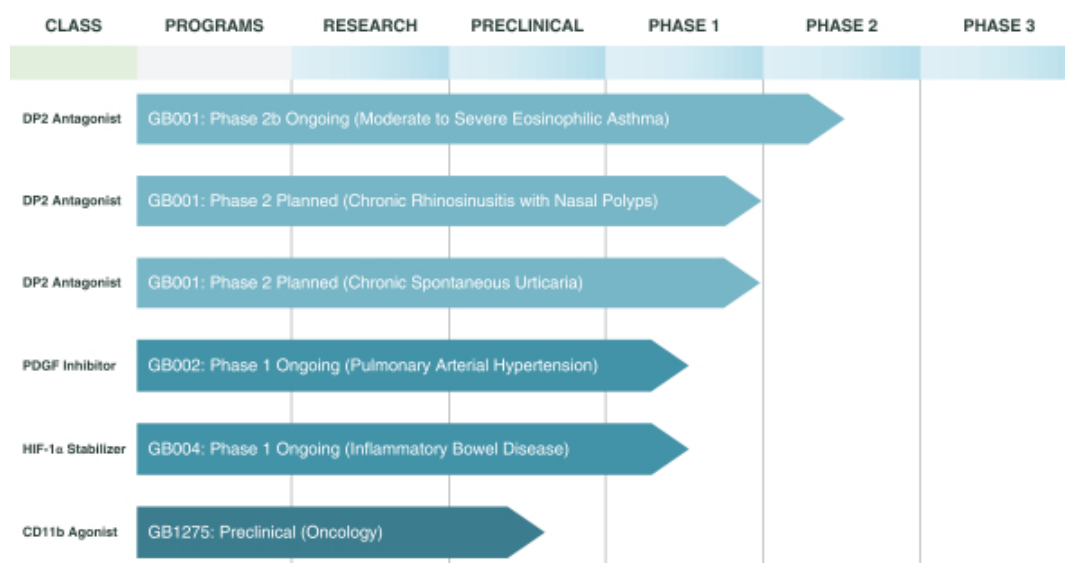 CLASS PROGRAMS RESEARCH PRECLINICAL PHASE 1 PHASE 2 PHASE 3
DP2 Antagonist GB001: Phase 2b Ongoing (Moderate to Severe Eosinophilic Asthma)
DP2 Antagonist GB001: Phase 2 Planned (Chronic Rhinosinusitis with Nasal Polyps)
DP2 Antagonist GB001: Phase 2 Planned (Chronic Spontaneous Urticaria)
PDGF Inhibitor GB002: Phase 1 Ongoing (Pulmonary Arterial Hypertension)
HIF-1α Stabilizer GB004: Phase 1 Ongoing (Inflammatory Bowel Disease)
CD11b Agonist GB1275: Preclinical (Oncology)